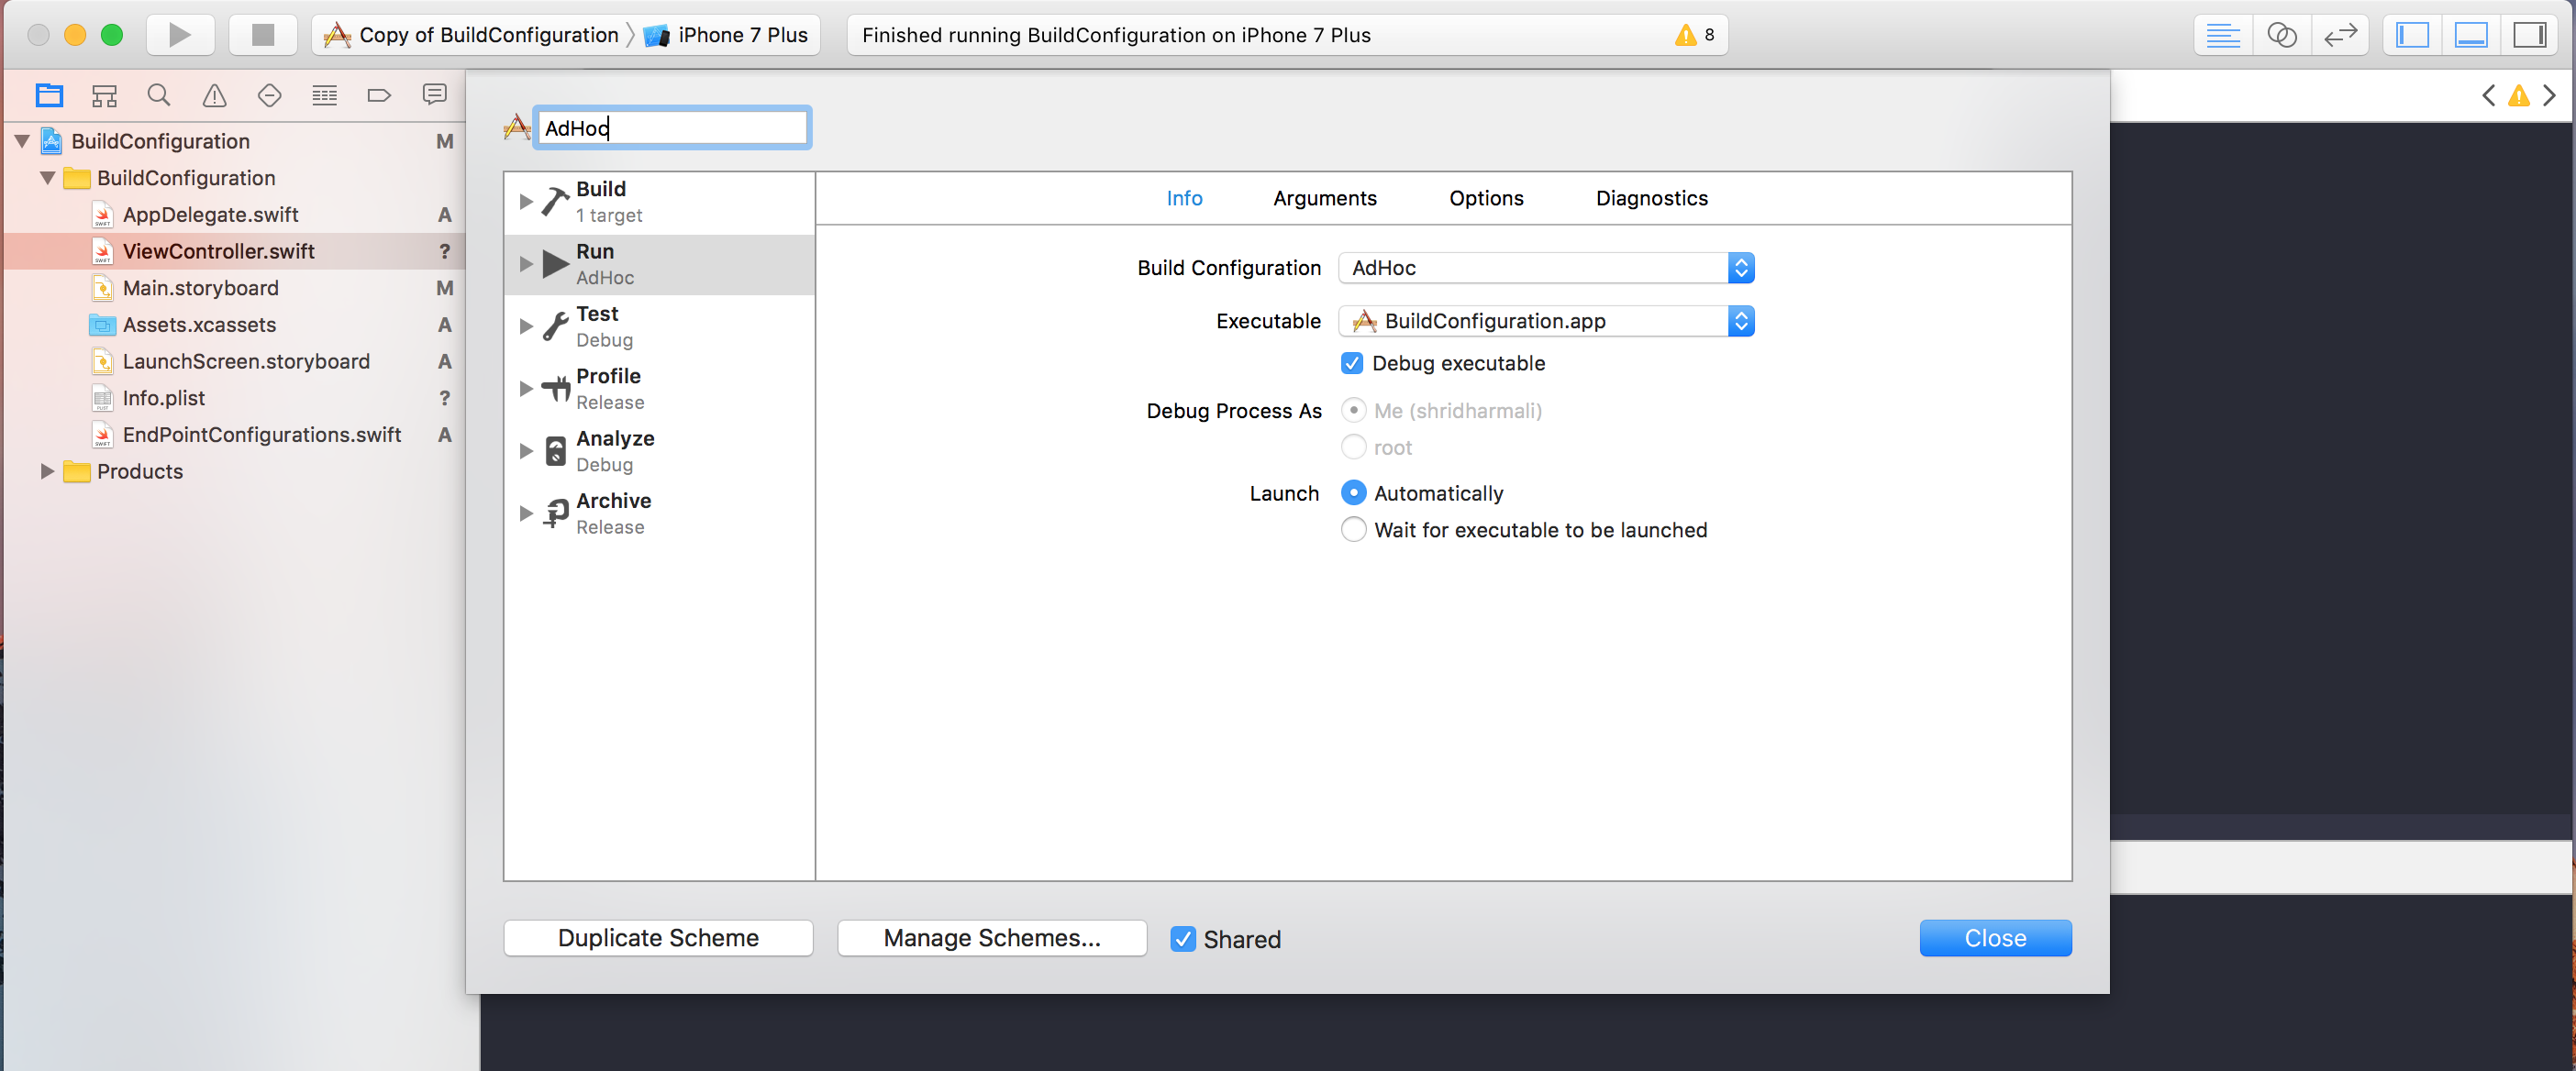 Copy of BuildConfiguration
iPhone 7 Plus
Finished running BuildConfiguration on iPhone 7 Plus
8
BuildConfiguration M
BuildConfiguration
AppDelegate.swift A
ViewController.swift ?
Main.storyboard M
Assets.xcassets A
LaunchScreen.storyboard A
Info.plist ?
EndPointConfigurations.swift A
Products
AdHoc
Build
1 target
Run
AdHoc
Test
Debug
Profile
Release
Analyze
Debug
Archive
Release
Info Arguments Options Diagnostics
Build Configuration AdHoc
Executable BuildConfiguration.app
Debug executable
Debug Process As Me (shridharmali)
root
Launch Automatically
Wait for executable to be launched
Duplicate Scheme Manage Schemes... Shared Close